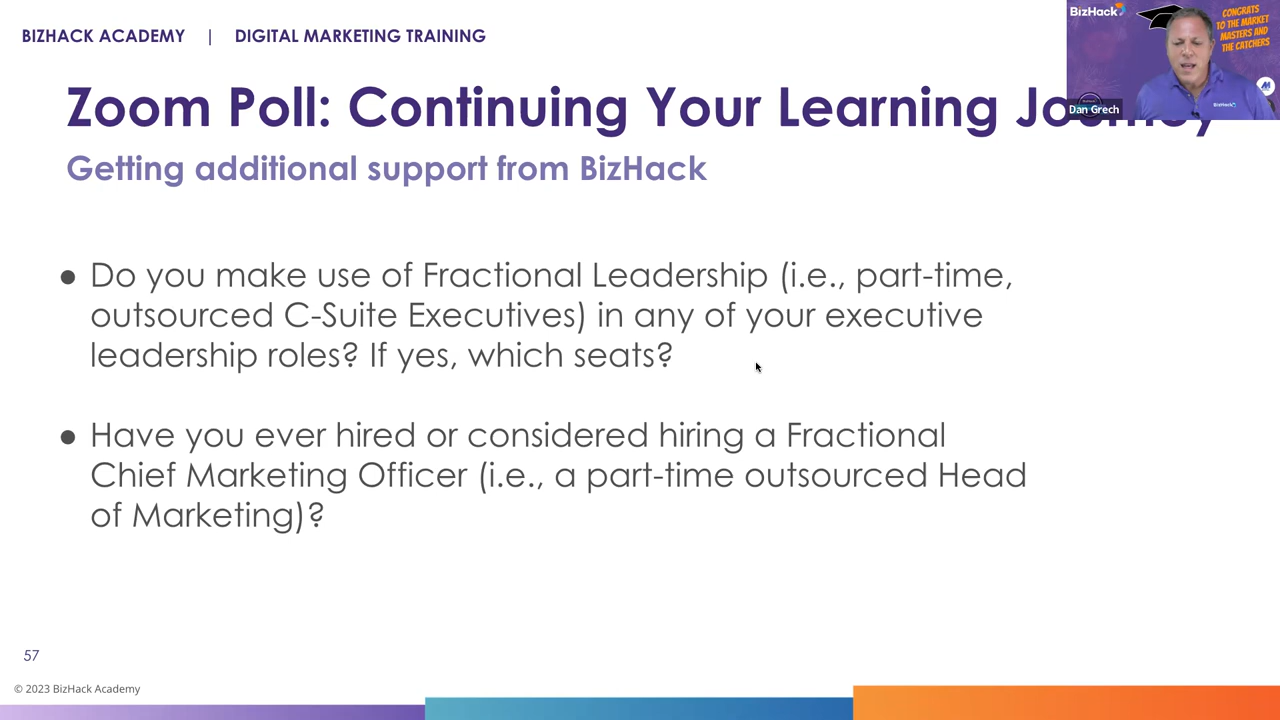 BIZHACK ACADEMY | DIGITAL MARKETING TRAINING
BizHack
CONGRATS
TO THE MARKET
MASTERS AND
THE CATCHERS
BizHack
Dan Grech
Zoom Poll: Continuing Your Learning Journey
Getting additional support from BizHack
● Do you make use of Fractional Leadership (i.e., part-time,
outsourced C-Suite Executives) in any of your executive
leadership roles? If yes, which seats?
● Have you ever hired or considered hiring a Fractional
Chief Marketing Officer (i.e., a part-time outsourced Head
of Marketing)?
57
© 2023 BizHack Academy